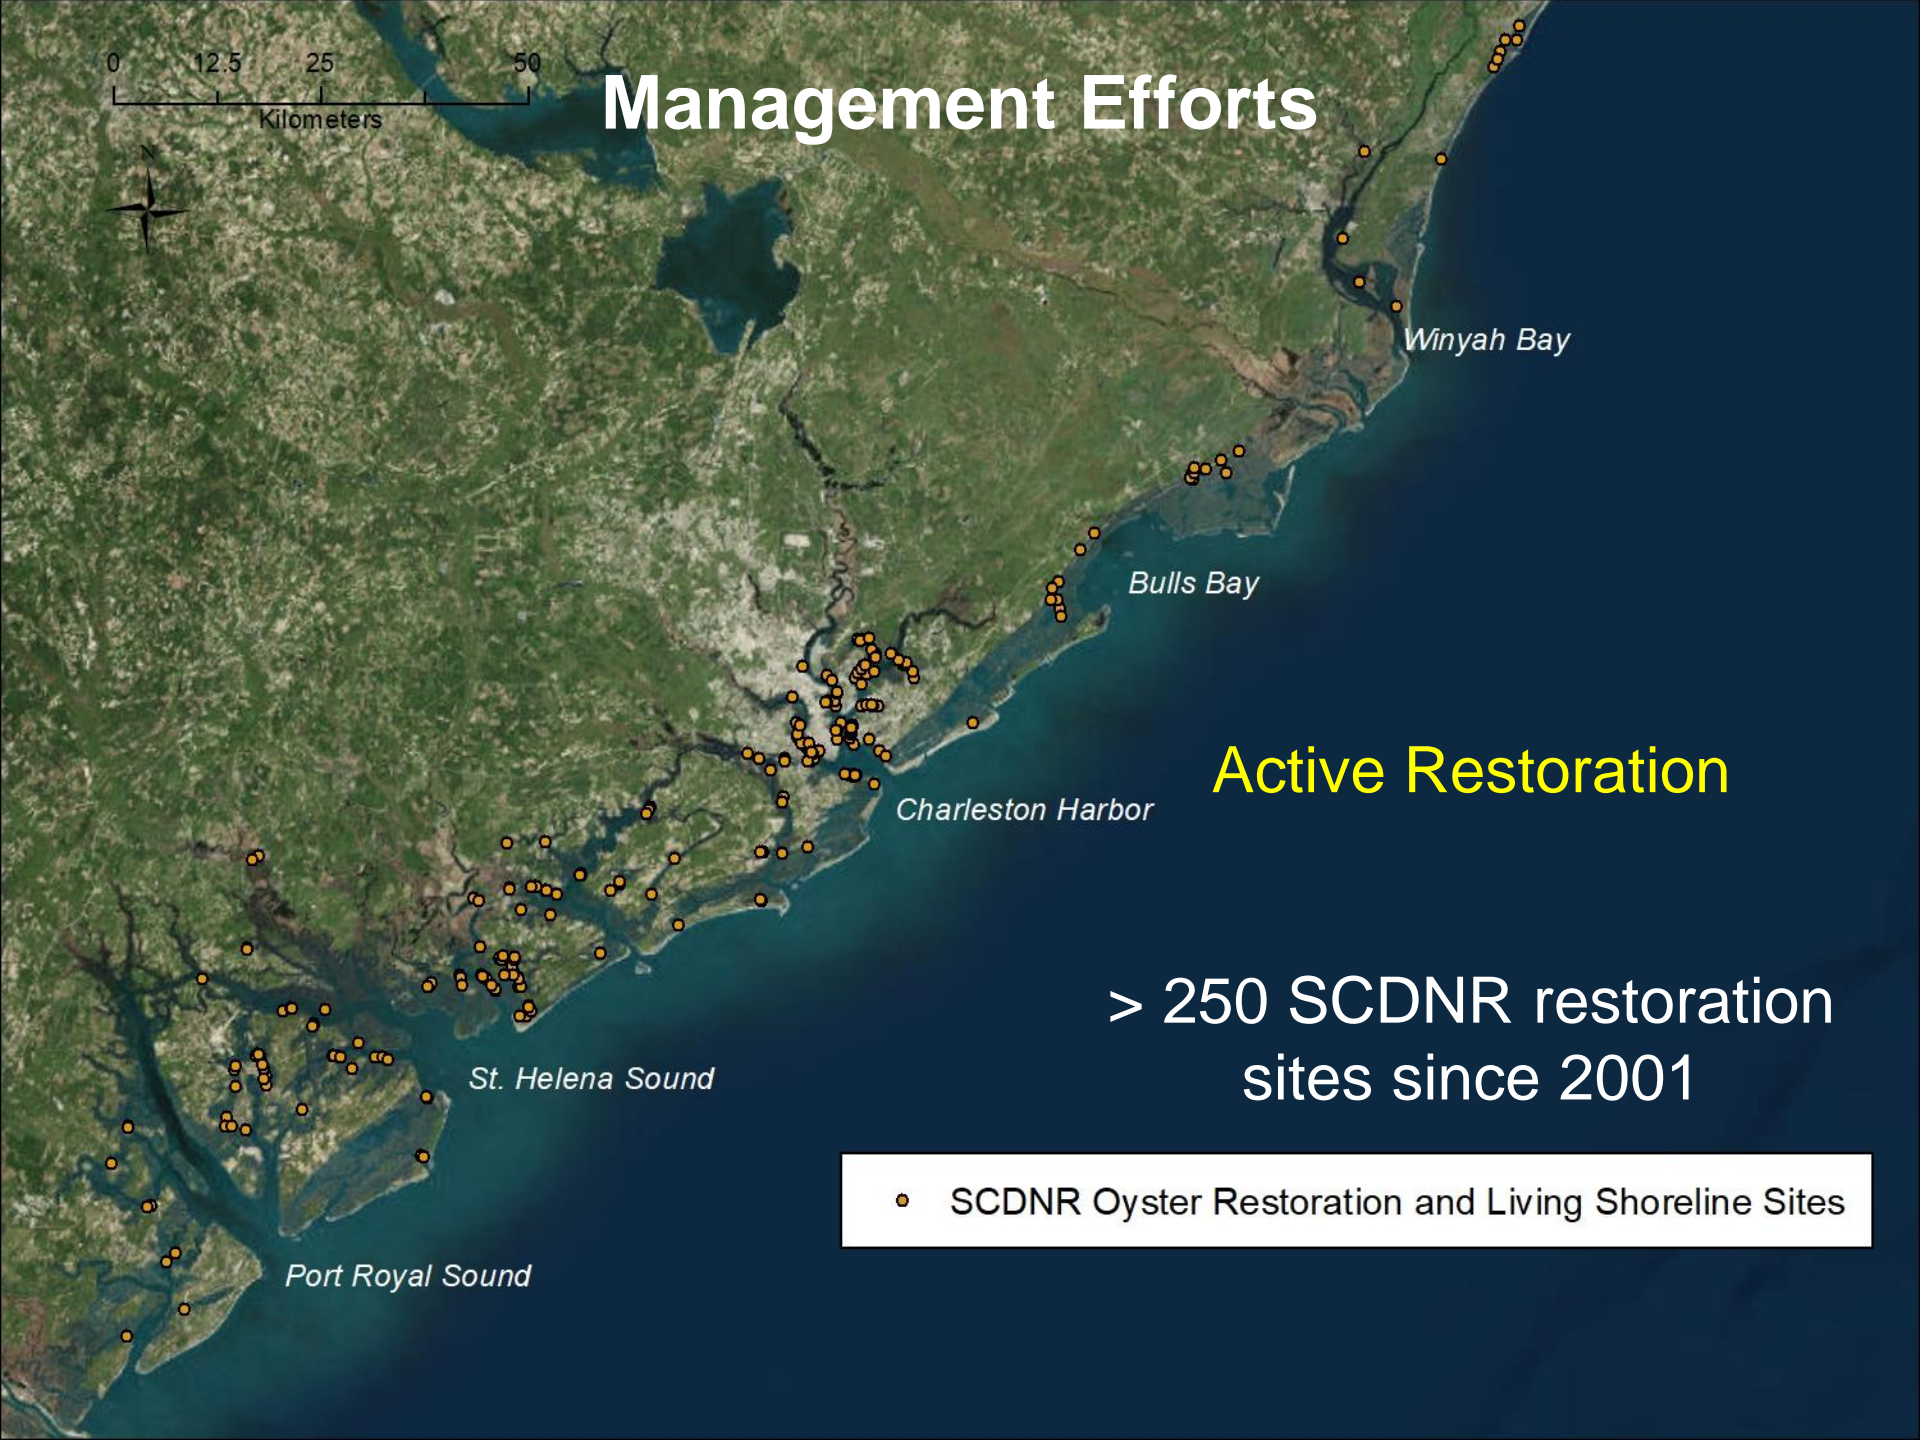 Management Efforts
0 12.5 25 50
Kilometers
N
Winyah Bay
Bulls Bay
Active Restoration
Charleston Harbor
> 250 SCDNR restoration
sites since 2001
St. Helena Sound
SCDNR Oyster Restoration and Living Shoreline Sites
Port Royal Sound